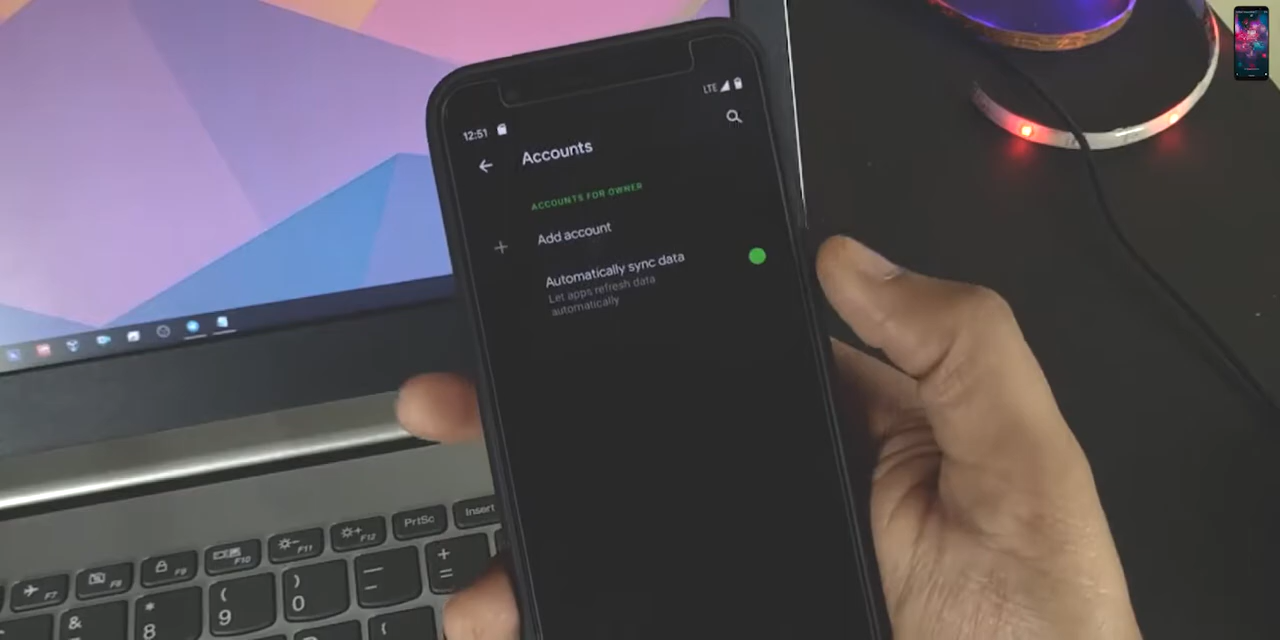 LTE
12:51
Accounts
ACCOUNTS FOR OWNER
Add account
Automatically sync data
Let apps refresh data
automatically
PrtSc
Insert
F7
F8
F9
F10
F11
F12
&
*
8
(
9
)
0
+
=